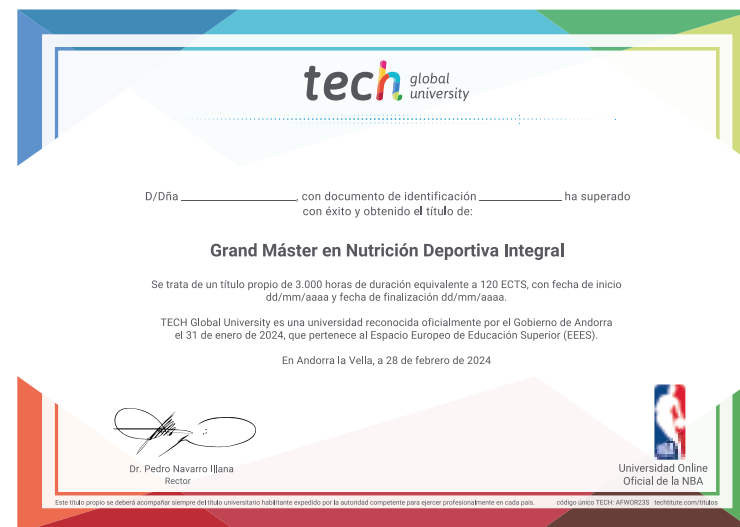 tech global university
D/Dña ______________, con documento de identificación ______________ ha superado
con éxito y obtenido el título de:
Grand Máster en Nutrición Deportiva Integral
Se trata de un título propio de 3.000 horas de duración equivalente a 120 ECTS, con fecha de inicio
dd/mm/aaaa y fecha de finalización dd/mm/aaaa.
TECH Global University es una universidad reconocida oficialmente por el Gobierno de Andorra
el 31 de enero de 2024, que pertenece al Espacio Europeo de Educación Superior (EEES).
En Andorra la Vella, a 28 de febrero de 2024
Dr. Pedro Navarro Illana
Rector
Universidad Online
Oficial de la NBA
Este título propio se deberá acompañar siempre del título universitario habilitante expedido por la autoridad competente para ejercer profesionalmente en cada país. código único TECH: AFWOR23S techtitute.com/titulos